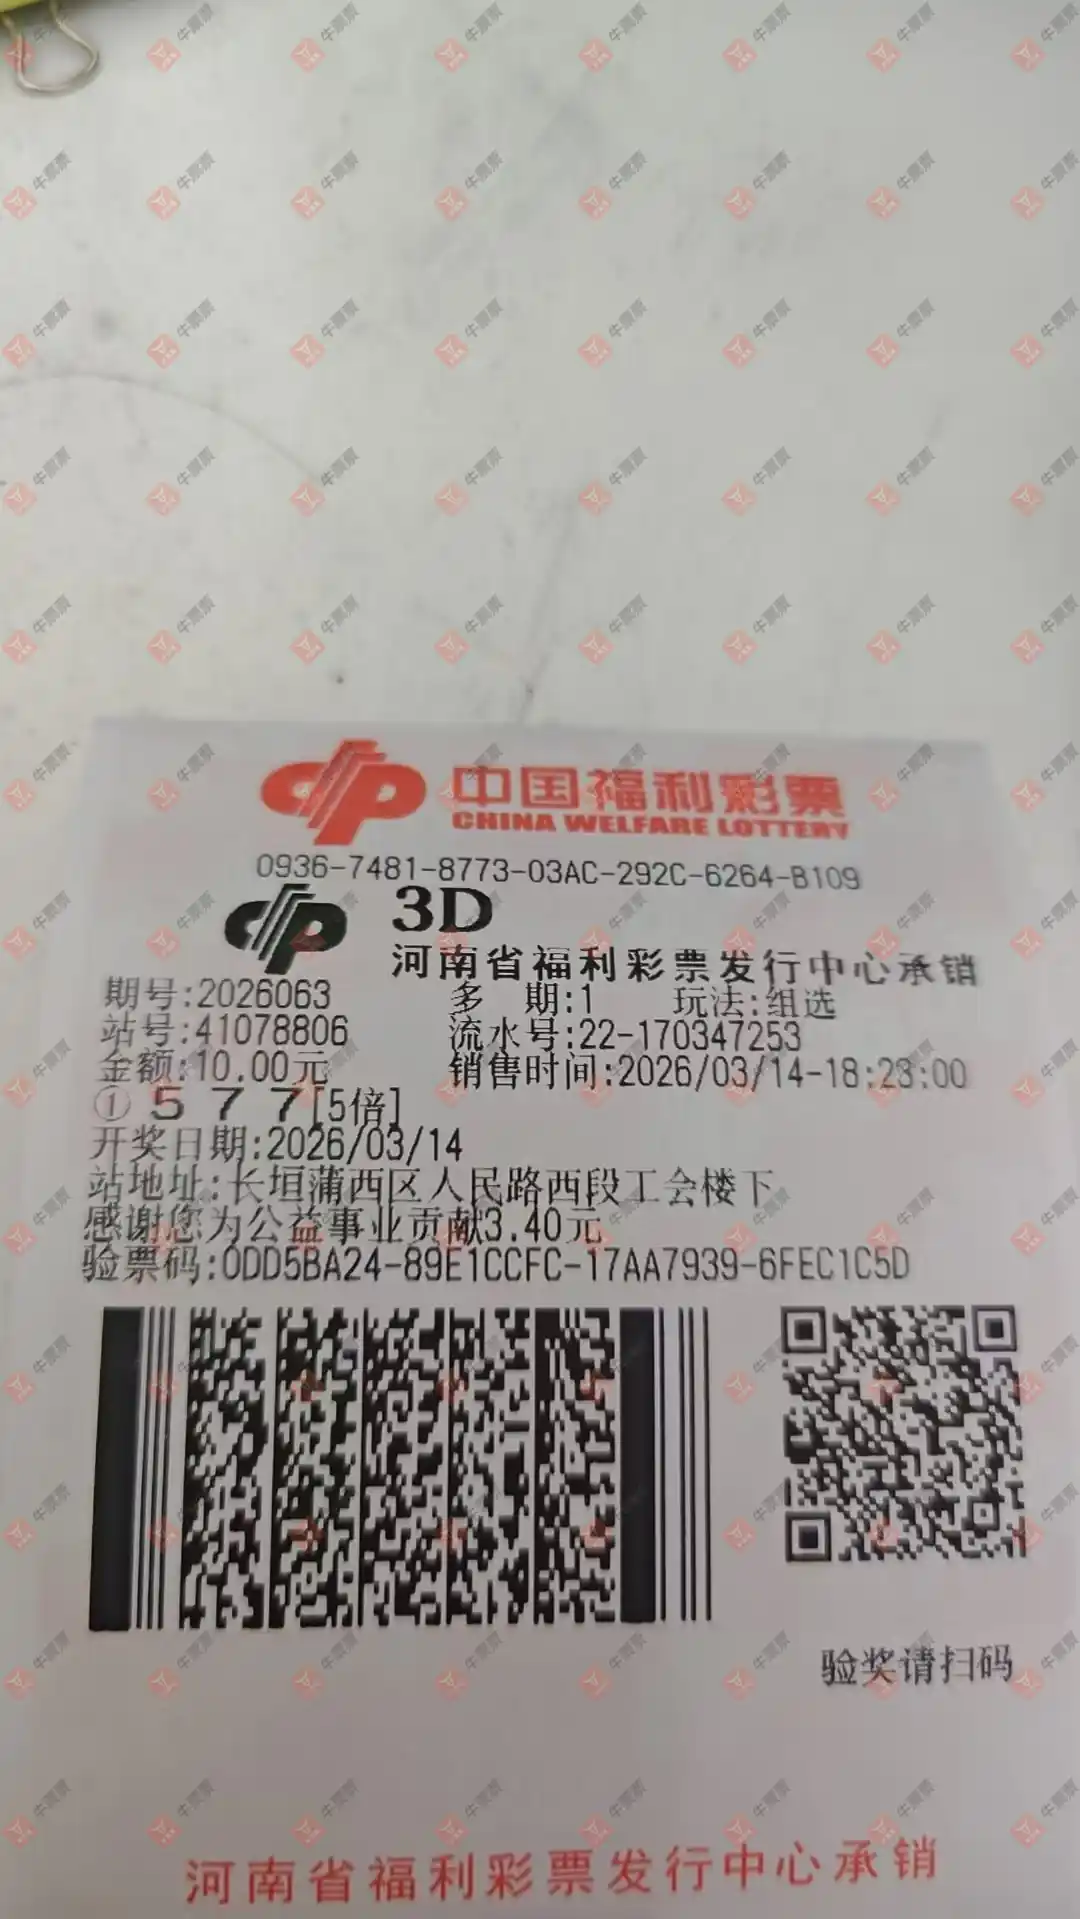 中国福利彩票
CHINA WELFARE LOTTERY
0936-7481-8773-03AC-292C-6264-B109
3D
河南省福利彩票发行中心承销
期号:2026063 多 期:1 玩法:组选
站号:41078806 流水号:22-170347253
金额:10.00元 销售时间:2026/03/14-18:23:00
① 5 7 7[5倍]
开奖日期:2026/03/14
站地址:长垣蒲西区人民路西段工会楼下
感谢您为公益事业贡献3.40元
验票码:0DD5BA24-89E1CCFC-17AA7939-6FEC1C5D
验奖请扫码
河南省福利彩票发行中心承销
牛票票